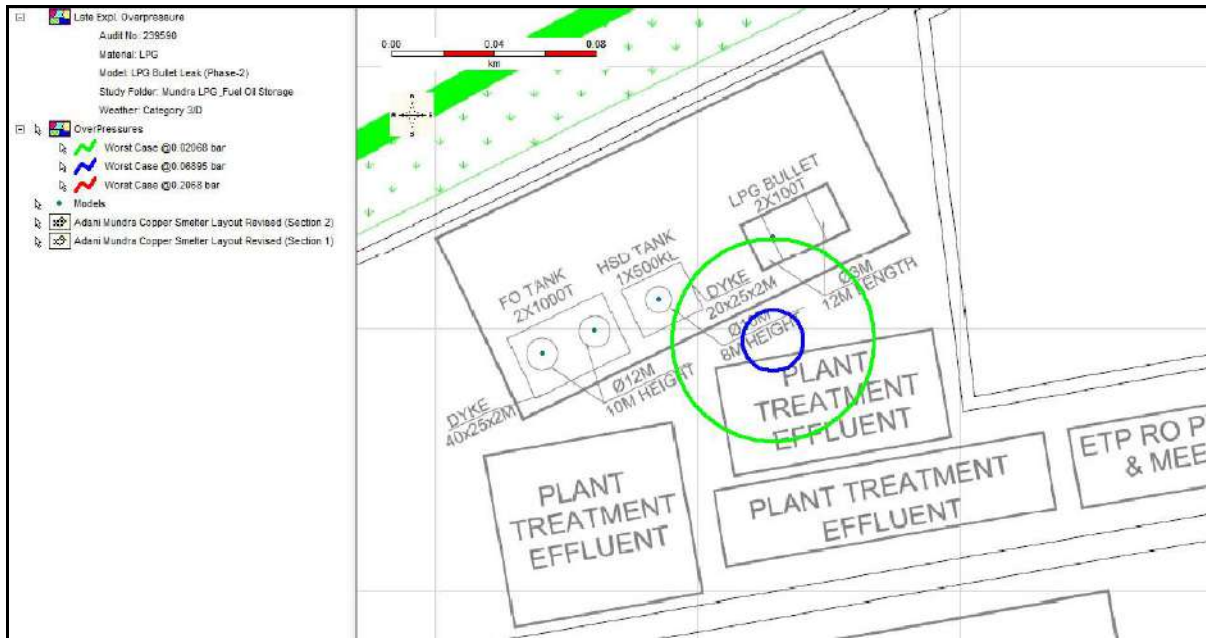 Late Expl. Overpressure
Audit No: 239590
Material: LPG
Model: LPG Bullet Leak (Phase-2)
Study Folder: Mundra LPG_Fuel Oil Storage
Weather: Category 3/D
OverPressures
Worst Case @0.02068 bar
Worst Case @0.06895 bar
Worst Case @0.2068 bar
Models
Adani Mundra Copper Smelter Layout Revised (Section 2)
Adani Mundra Copper Smelter Layout Revised (Section 1)
0.00 0.04 0.08
km
LPG BULLET
2X100T
HSD TANK
1X500KL
FO TANK
2X1000T
DYKE
20x25x2M
Ø3M
12M LENGTH
8M HEIGHT
Ø12M
10M HEIGHT
DYKE
40x25x2M
PLANT
TREATMENT
EFFLUENT
PLANT
TREATMENT
EFFLUENT
PLANT TREATMENT
EFFLUENT
ETP RO P
& MEE